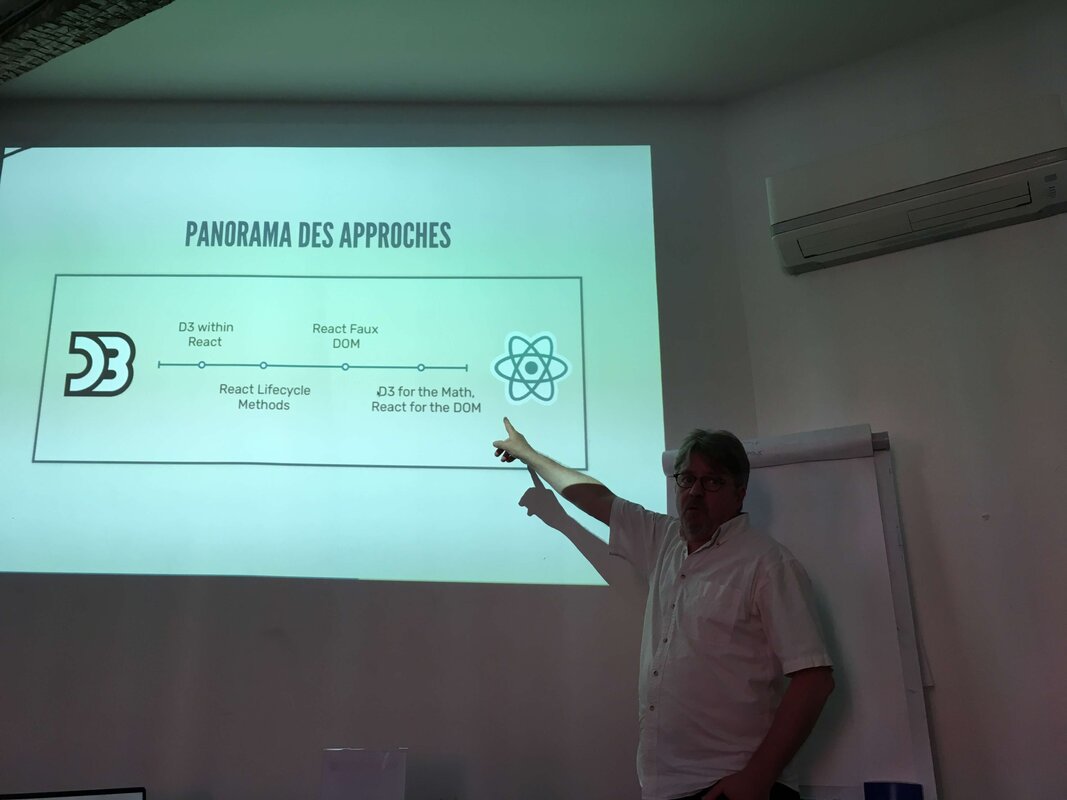 PANORAMA DES APPROCHES
D3
D3 within
React
React Faux
DOM
React Lifecycle
Methods
D3 for the Math,
React for the DOM